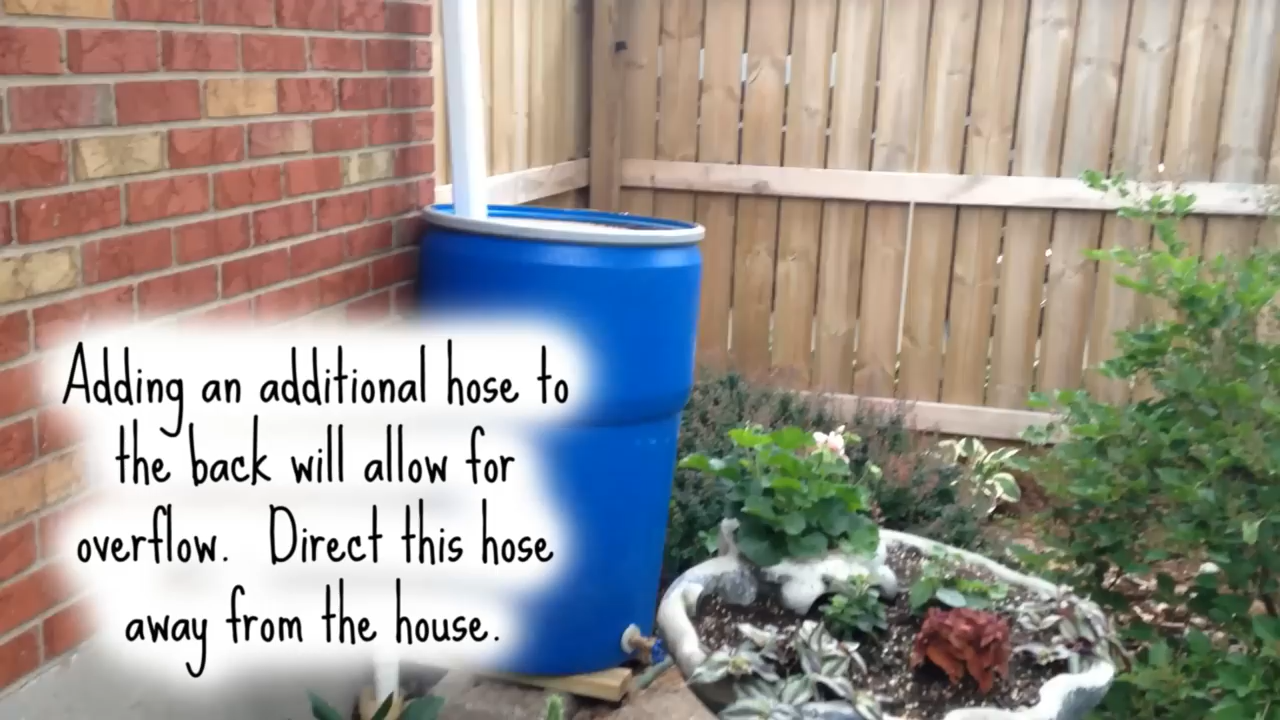 Adding an additional hose to
the back will allow for
overflow.  Direct this hose
away from the house.